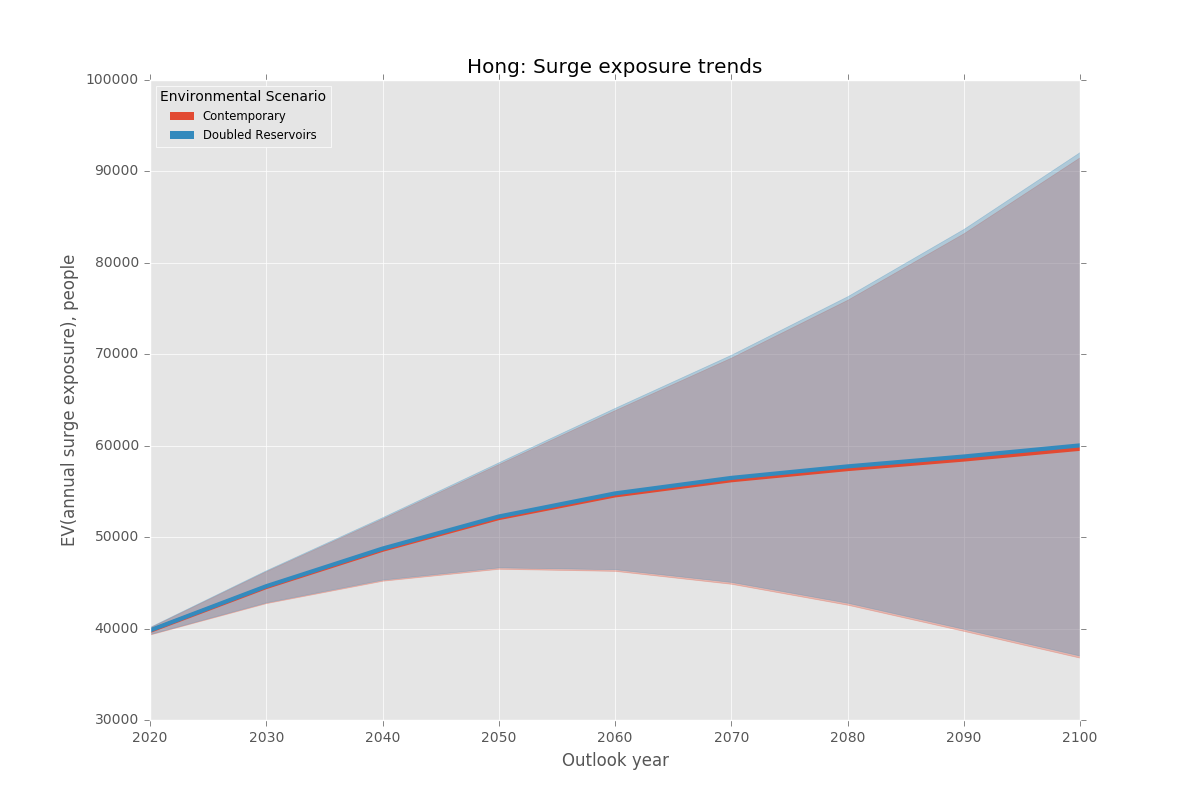 Hong: Surge exposure trends
Environmental Scenario
Contemporary
Doubled Reservoirs
100000
90000
80000
70000
60000
50000
40000
30000
EV(annual surge exposure), people
2020 2030 2040 2050 2060 2070 2080 2090 2100
Outlook year